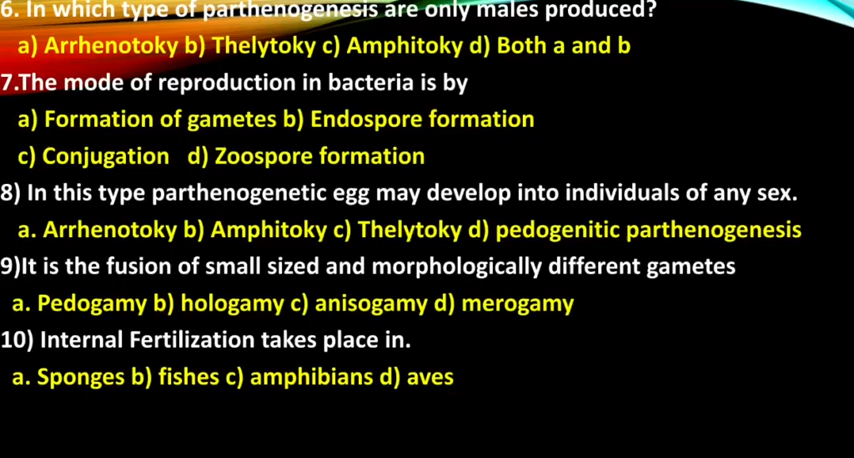 6. In which type of parthenogenesis are only males produced?
a) Arrhenotoky b) Thelytoky c) Amphitoky d) Both a and b
7.The mode of reproduction in bacteria is by
a) Formation of gametes b) Endospore formation
c) Conjugation d) Zoospore formation
8) In this type parthenogenetic egg may develop into individuals of any sex.
a. Arrhenotoky b) Amphitoky c) Thelytoky d) pedogenitic parthenogenesis
9)It is the fusion of small sized and morphologically different gametes
a. Pedogamy b) hologamy c) anisogamy d) merogamy
10) Internal Fertilization takes place in.
a. Sponges b) fishes c) amphibians d) aves